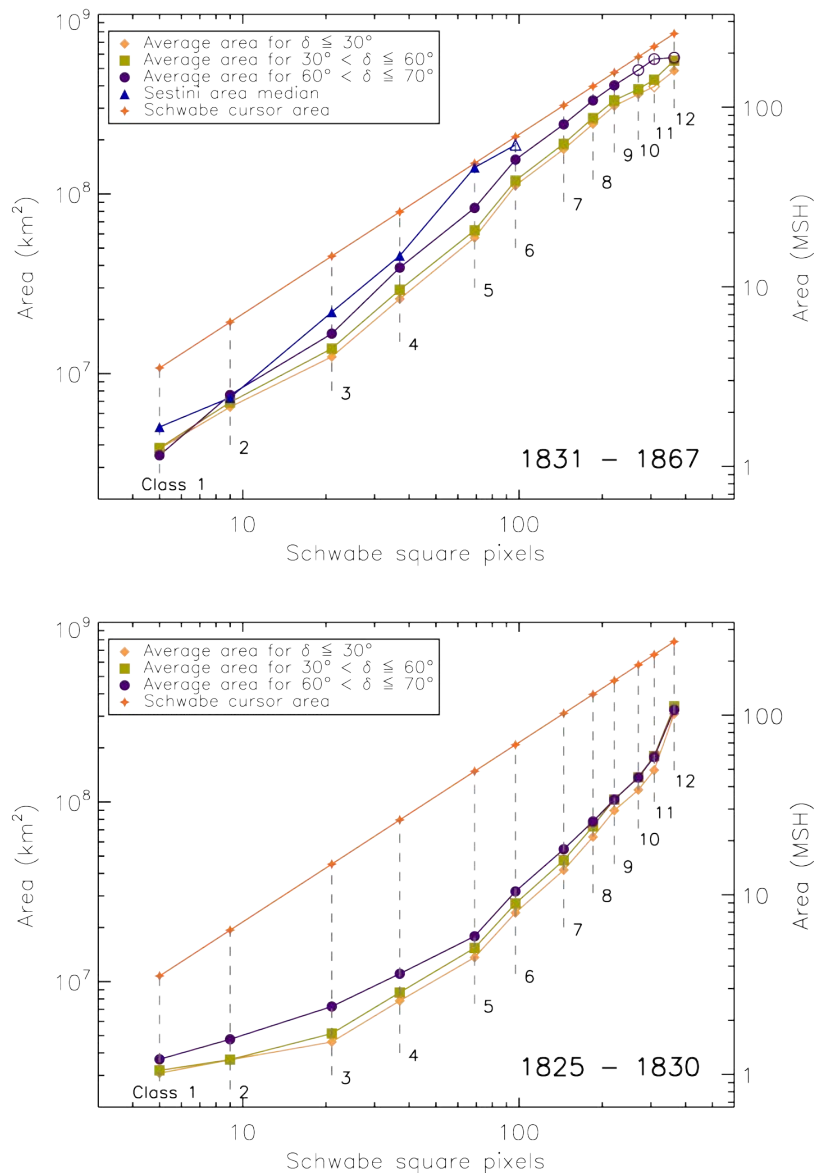 10⁹
Average area for δ ≦ 30°
Average area for 30° < δ ≦ 60°
Average area for 60° < δ ≦ 70°
Sestini area median
Schwabe cursor area
100
12
11
10
9
8
7
6
10⁸
Area (km²)
Area (MSH)
5
10
4
3
10⁷
2
1831 – 1867
1
Class 1
10
100
Schwabe square pixels
10⁹
Average area for δ ≦ 30°
Average area for 30° < δ ≦ 60°
Average area for 60° < δ ≦ 70°
Schwabe cursor area
100
12
11
10
9
8
7
6
10⁸
Area (km²)
Area (MSH)
10
5
10⁷
4
3
1825 – 1830
1
Class 1
2
10
100
Schwabe square pixels